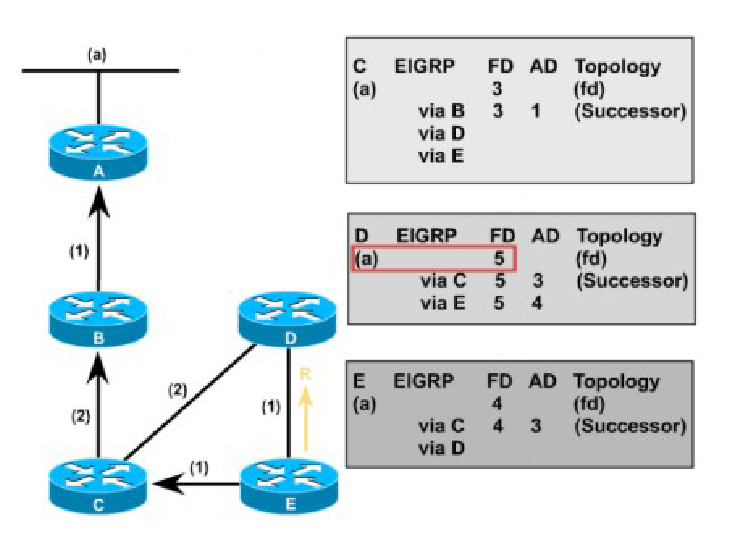 (a)
A
(1)
B
D
(2)
(2)
(1)
R
(1)
C
E
C EIGRP FD AD Topology
(a) 3 (fd)
via B 3 1 (Successor)
via D
via E
D EIGRP FD AD Topology
(a) 5 (fd)
via C 5 3 (Successor)
via E 5 4
E EIGRP FD AD Topology
(a) 4 (fd)
via C 4 3 (Successor)
via D